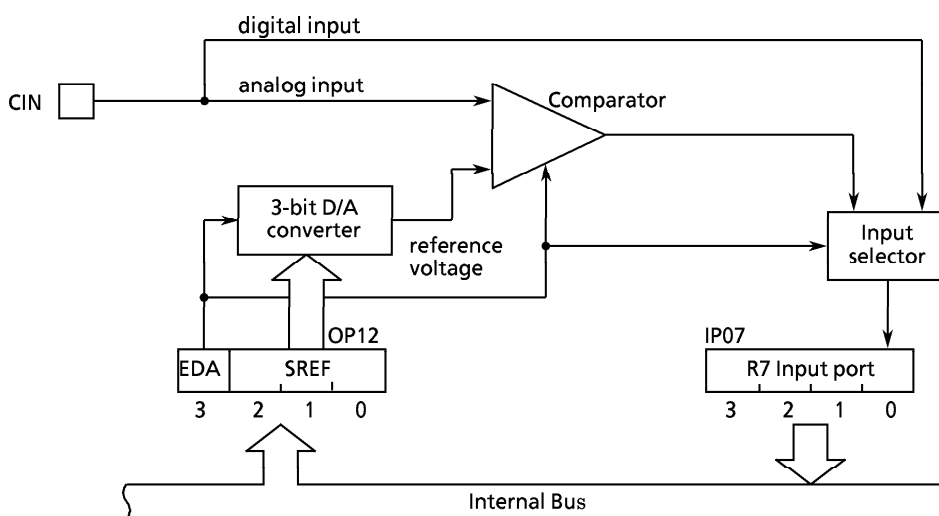 digital input
CIN
analog input
Comparator
3-bit D/A
converter
reference
voltage
Input
selector
OP12
IP07
EDA
SREF
R7 Input port
3 2 1 0
3 2 1 0
Internal Bus